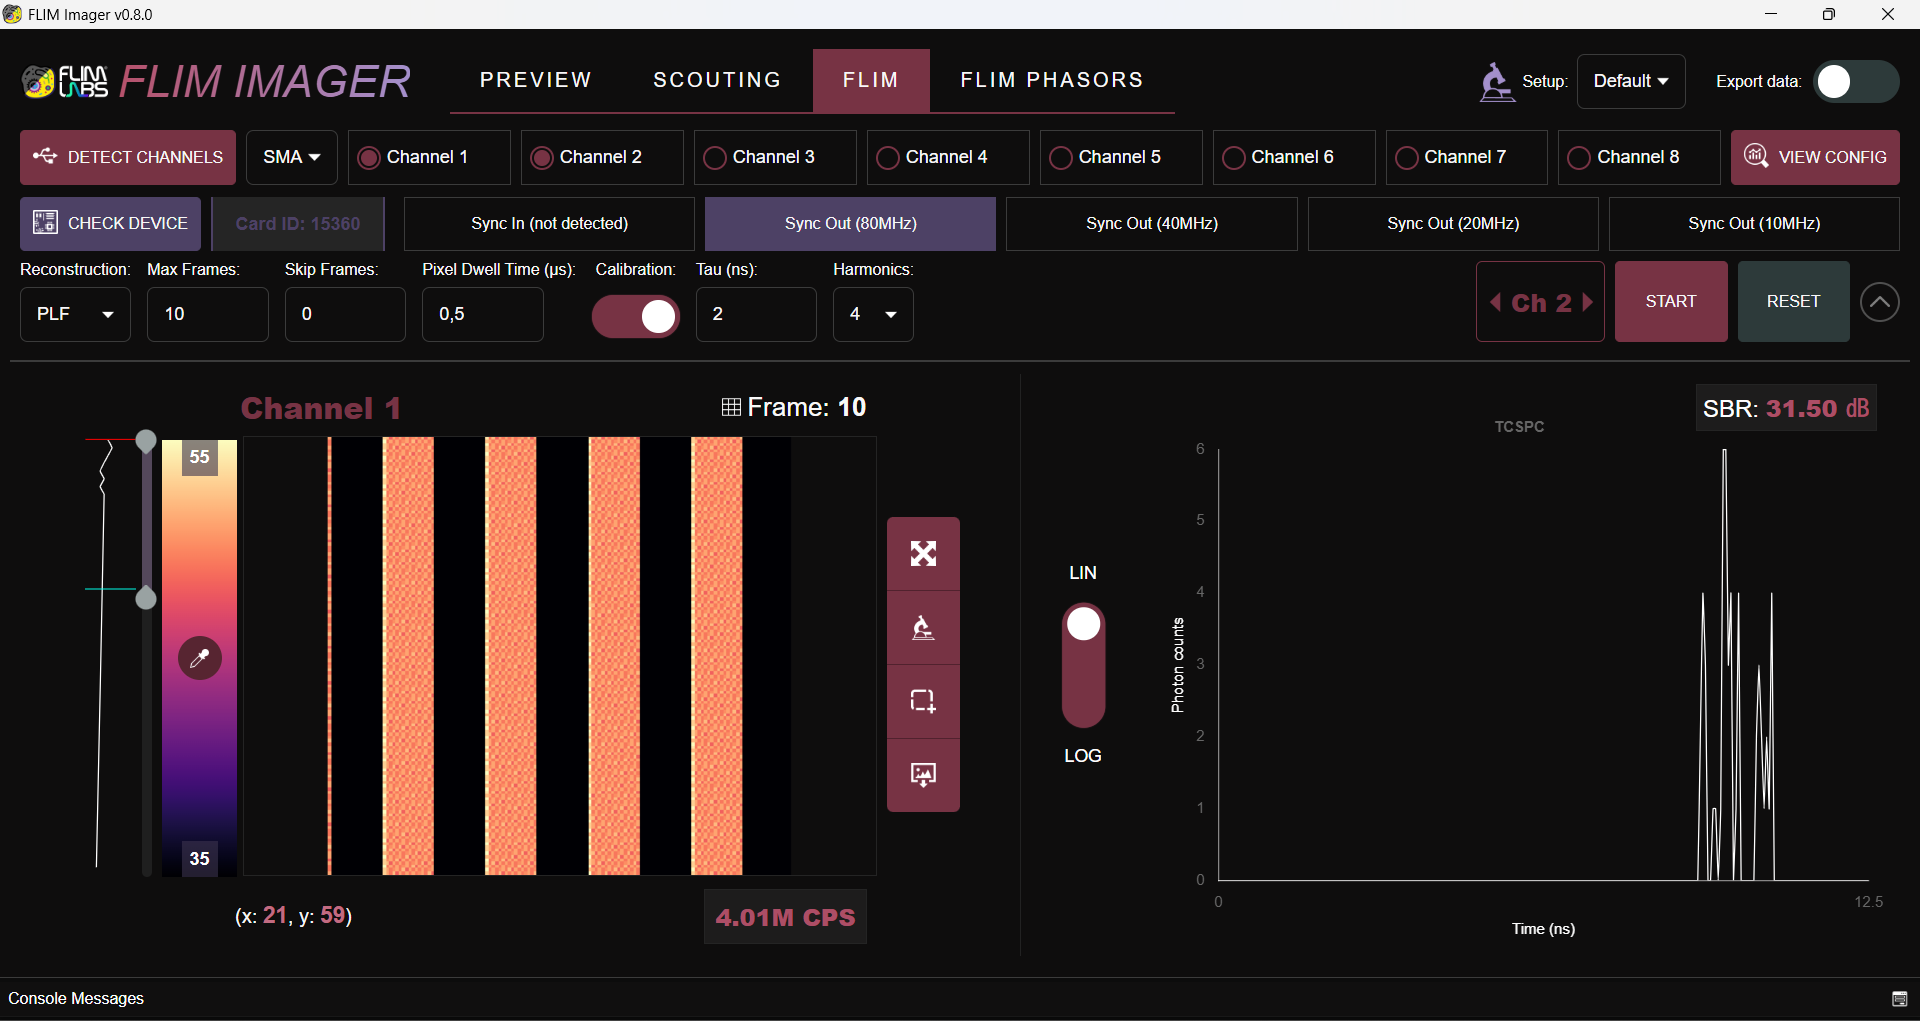 FLIM Imager v0.8.0
FLIM LABS FLIM IMAGER
PREVIEW SCOUTING FLIM FLIM PHASORS
Setup: Default Export data:
DETECT CHANNELS SMA Channel 1 Channel 2 Channel 3 Channel 4 Channel 5 Channel 6 Channel 7 Channel 8 VIEW CONFIG
CHECK DEVICE Card ID: 15360 Sync In (not detected) Sync Out (80MHz) Sync Out (40MHz) Sync Out (20MHz) Sync Out (10MHz)
Reconstruction: Max Frames: Skip Frames: Pixel Dwell Time (µs): Calibration: Tau (ns): Harmonics:
PLF 10 0 0,5 2 4 Ch 2 START RESET
Channel 1 Frame: 10
55
35
(x: 21, y: 59) 4.01M CPS
LIN
LOG
SBR: 31.50 dB
TCSPC
6
5
4
3
2
1
0
Photon counts
0 12.5
Time (ns)
Console Messages